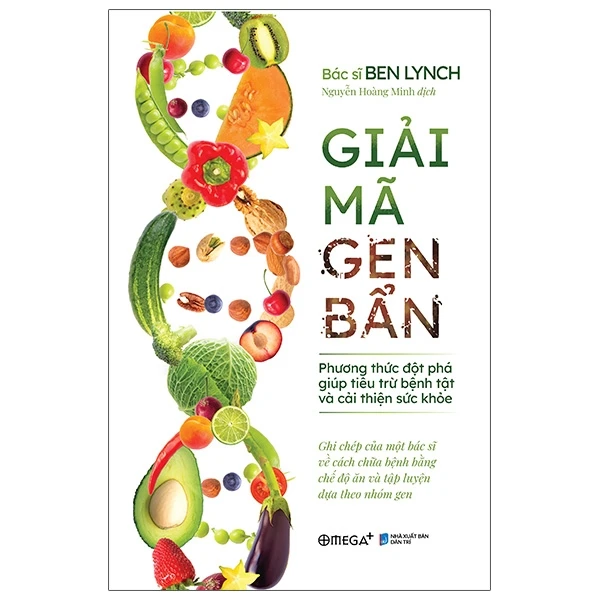 Bác sĩ BEN LYNCH
Nguyễn Hoàng Minh dịch
GIẢI
MÃ
GEN
BẨN
Phương thức đột phá
giúp tiêu trừ bệnh tật
và cải thiện sức khỏe
Ghi chép của một bác sĩ
về cách chữa bệnh bằng
chế độ ăn và tập luyện
dựa theo nhóm gen
OMEGA+
NHÀ XUẤT BẢN
DÂN TRÍ